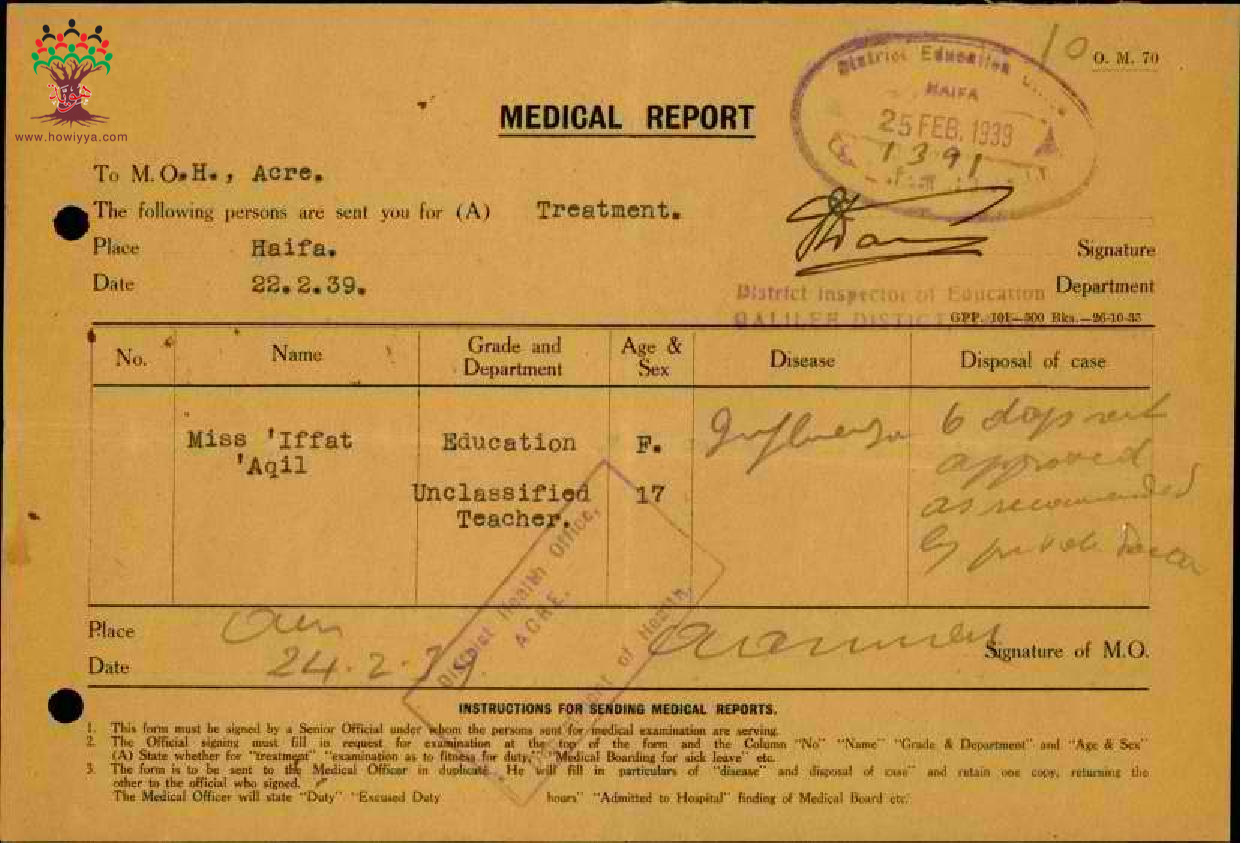 www.howiyya.com
10
O. M. 70
District Education
HAIFA
25 FEB. 1939
1391
MEDICAL REPORT
To M.O.H., Acre.
The following persons are sent you for (A) Treatment.
Place Haifa.
Signature
Date 22.2.39.
Department
District Inspector of Education
GALILEE DISTICT
GPP. 101—500 Bks.—26-10-35
No. Name Grade and Department Age & Sex Disease Disposal of case
Miss 'Iffat 'Aqil
Education
Unclassified Teacher.
F.
17
Influenza
6 days
approved
as recommended
by private Doctor
District Health Office,
ACRE.
Department of Health,
Place
Date 24.2.39
Signature of M.O.
INSTRUCTIONS FOR SENDING MEDICAL REPORTS.
1. This form must be signed by a Senior Official under whom the persons sent for medical examination are serving.
2. The Official signing must fill in request for examination at the top of the form and the Column "No" "Name" "Grade & Department" and "Age & Sex"
(A) State whether for "treatment" "examination as to fitness for duty," "Medical Boarding for sick leave" etc.
3. The form is to be sent to the Medical Officer in duplicate. He will fill in particulars of "disease" and disposal of case" and retain one copy, returning the
other to the official who signed.
The Medical Officer will state "Duty" "Excused Duty hours" "Admitted to Hospital" finding of Medical Board etc."